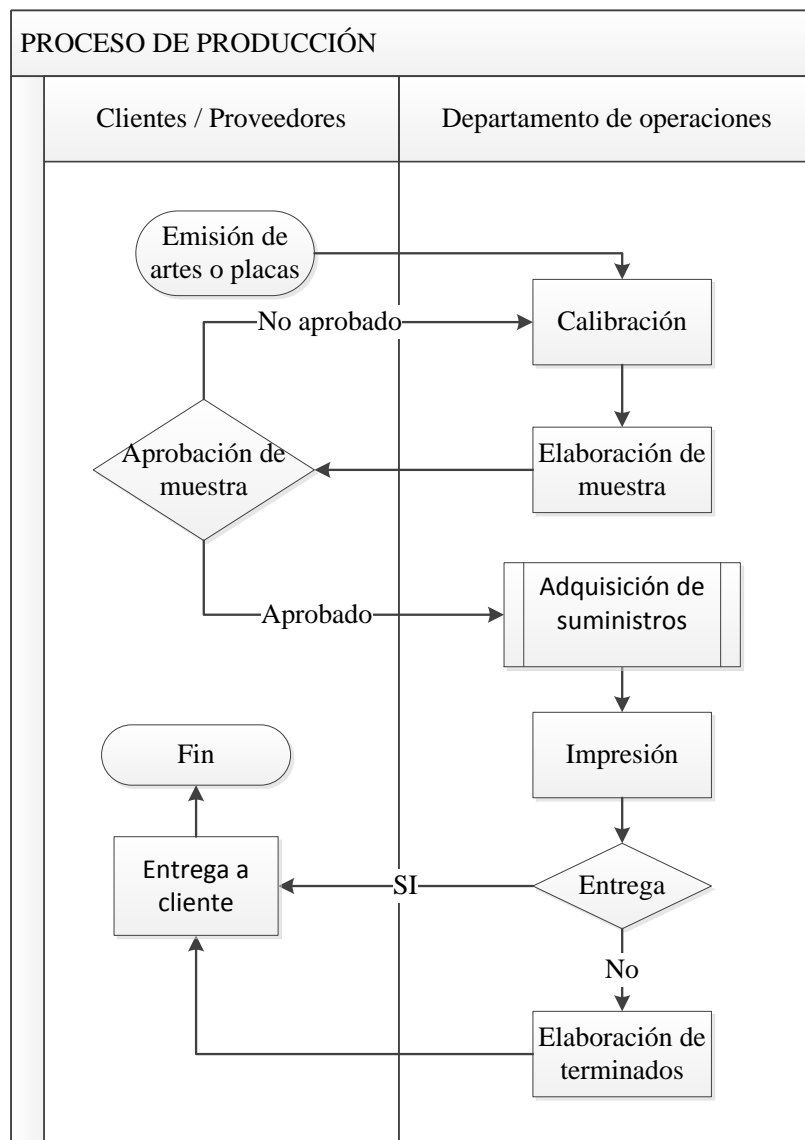 PROCESO DE PRODUCCIÓN
Clientes / Proveedores
Departamento de operaciones
Emisión de
artes o placas
No aprobado
Calibración
Aprobación de
muestra
Elaboración de
muestra
Aprobado
Adquisición de
suministros
Fin
Impresión
Entrega a
cliente
SI
Entrega
No
Elaboración de
terminados